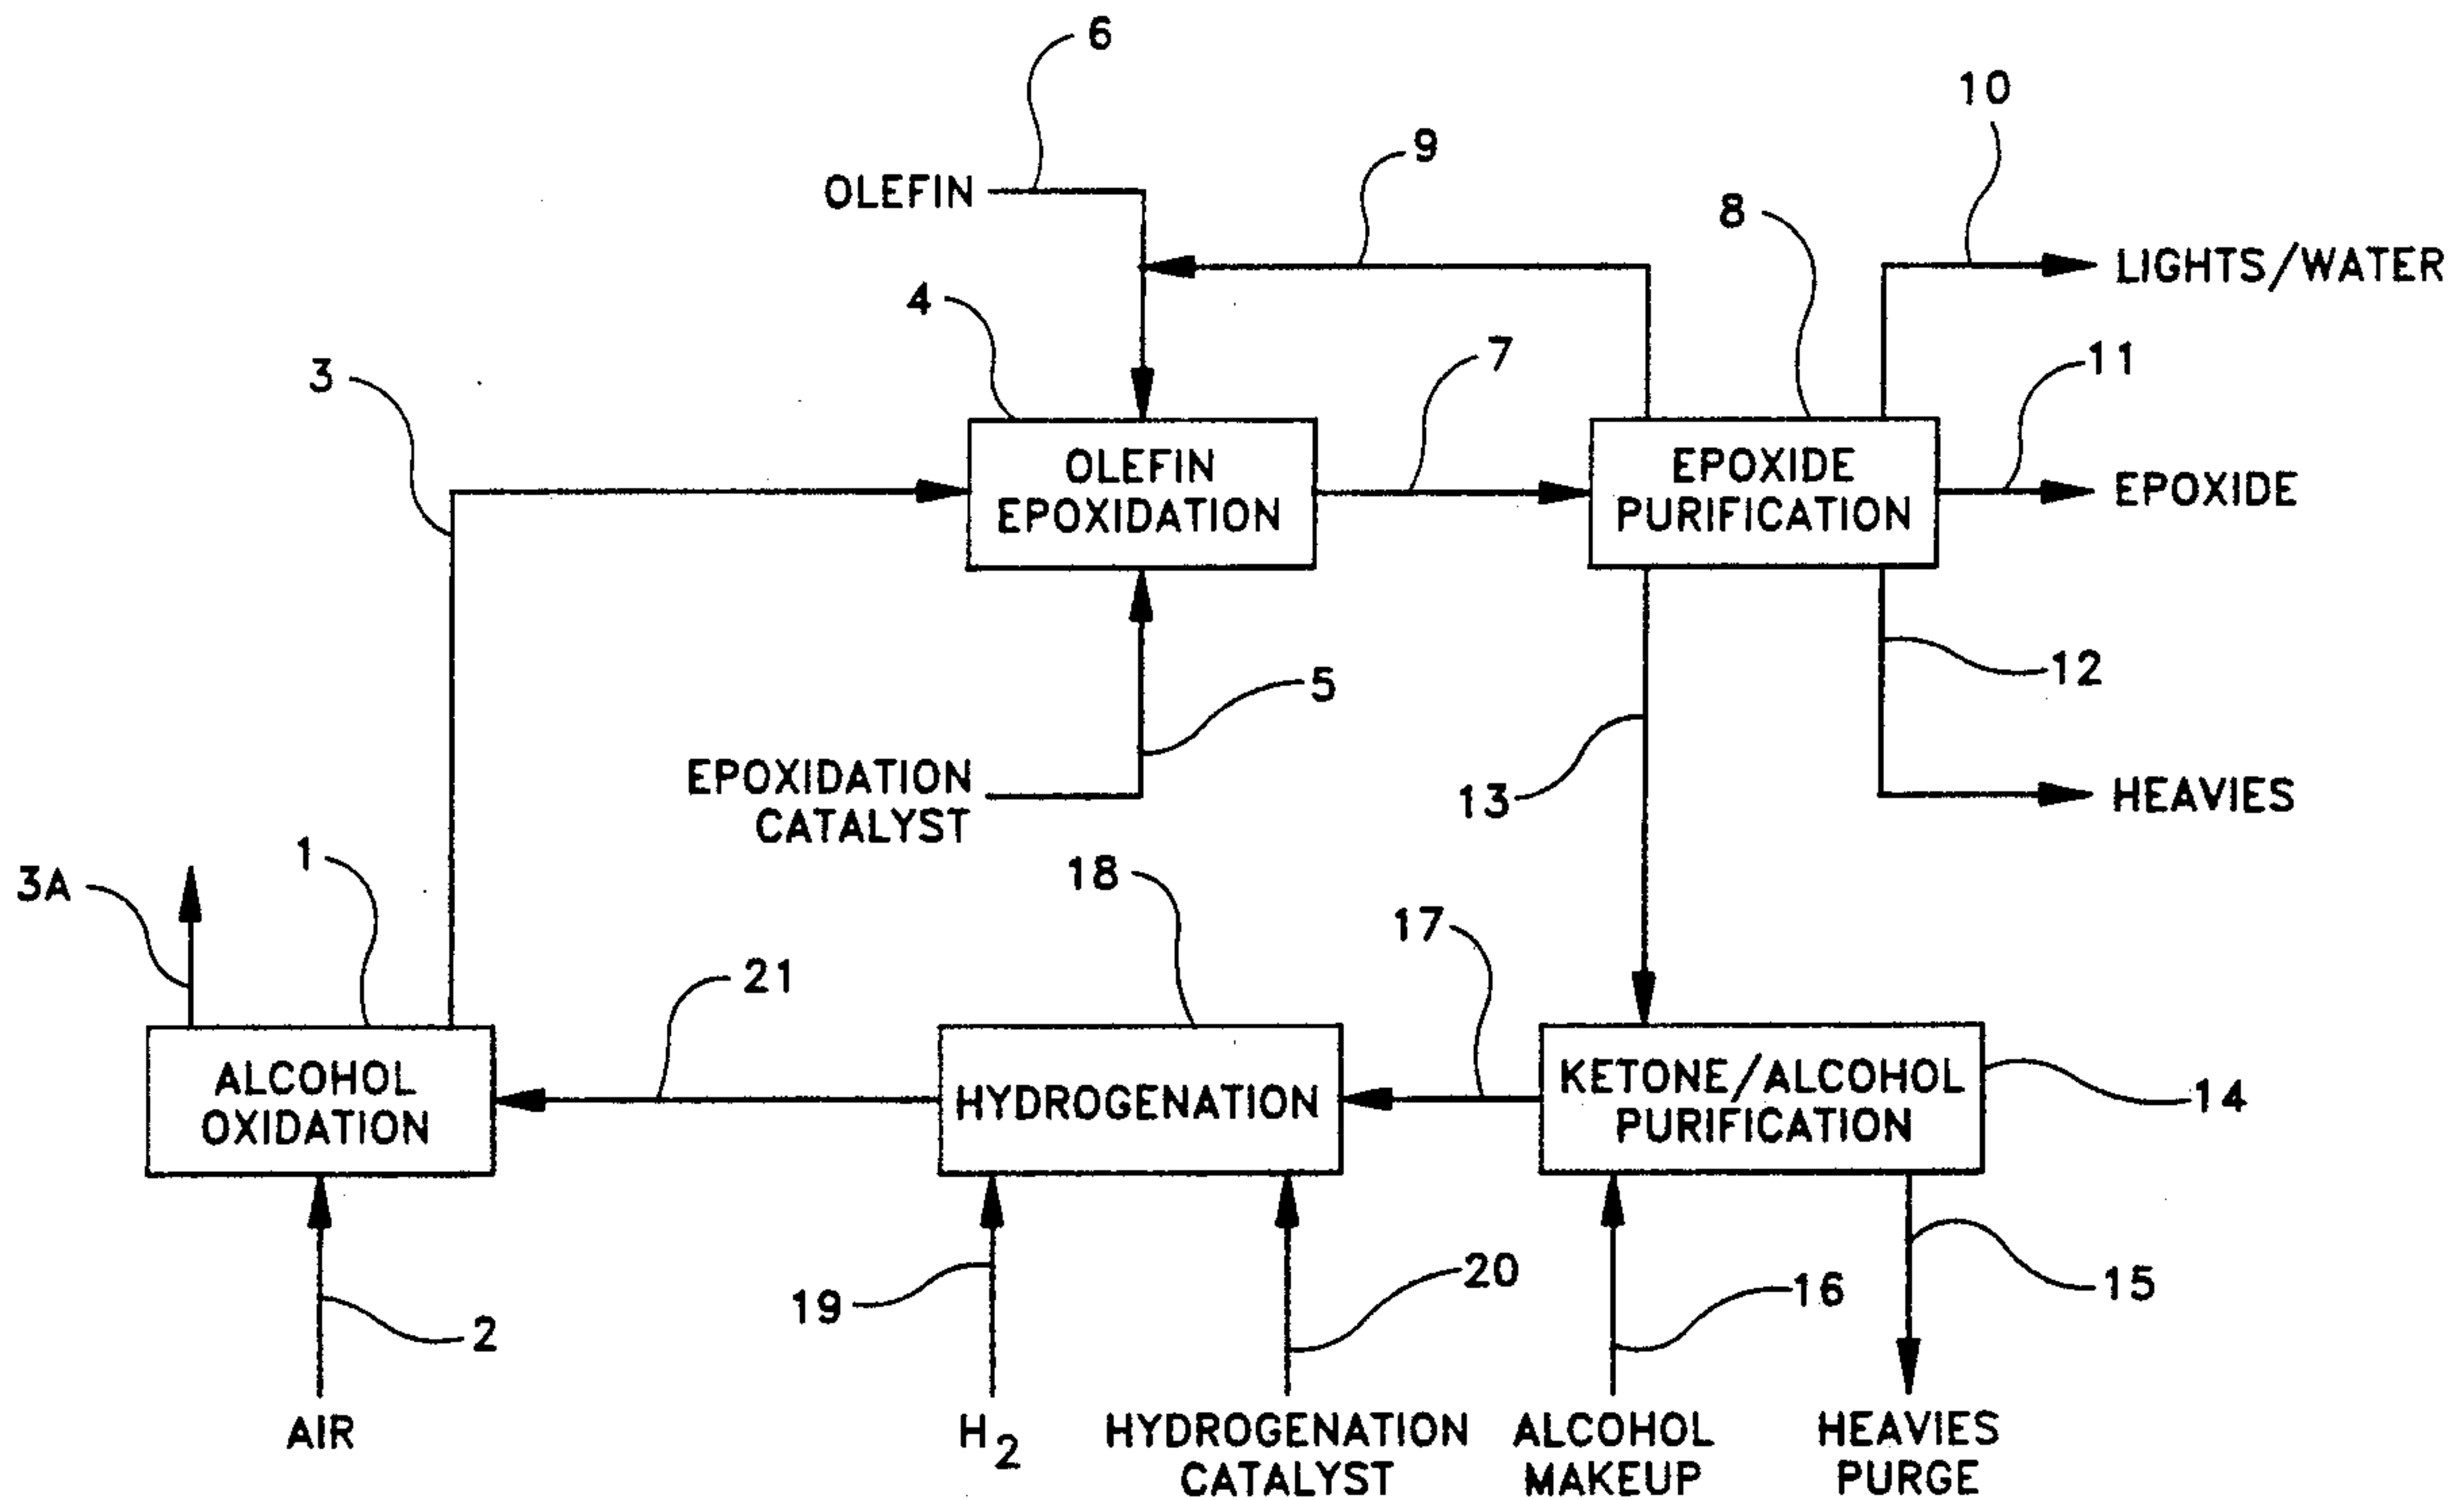 6
10
9
OLEFIN
8
LIGHTS/WATER
4
3
7
11
OLEFIN
EPOXIDATION
EPOXIDE
PURIFICATION
EPOXIDE
5
12
EPOXIDATION
CATALYST
13
HEAVIES
3A
1
18
17
21
ALCOHOL
OXIDATION
HYDROGENATION
KETONE/ALCOHOL
PURIFICATION
14
2
19
20
16
15
AIR
H2
HYDROGENATION
CATALYST
ALCOHOL
MAKEUP
HEAVIES
PURGE